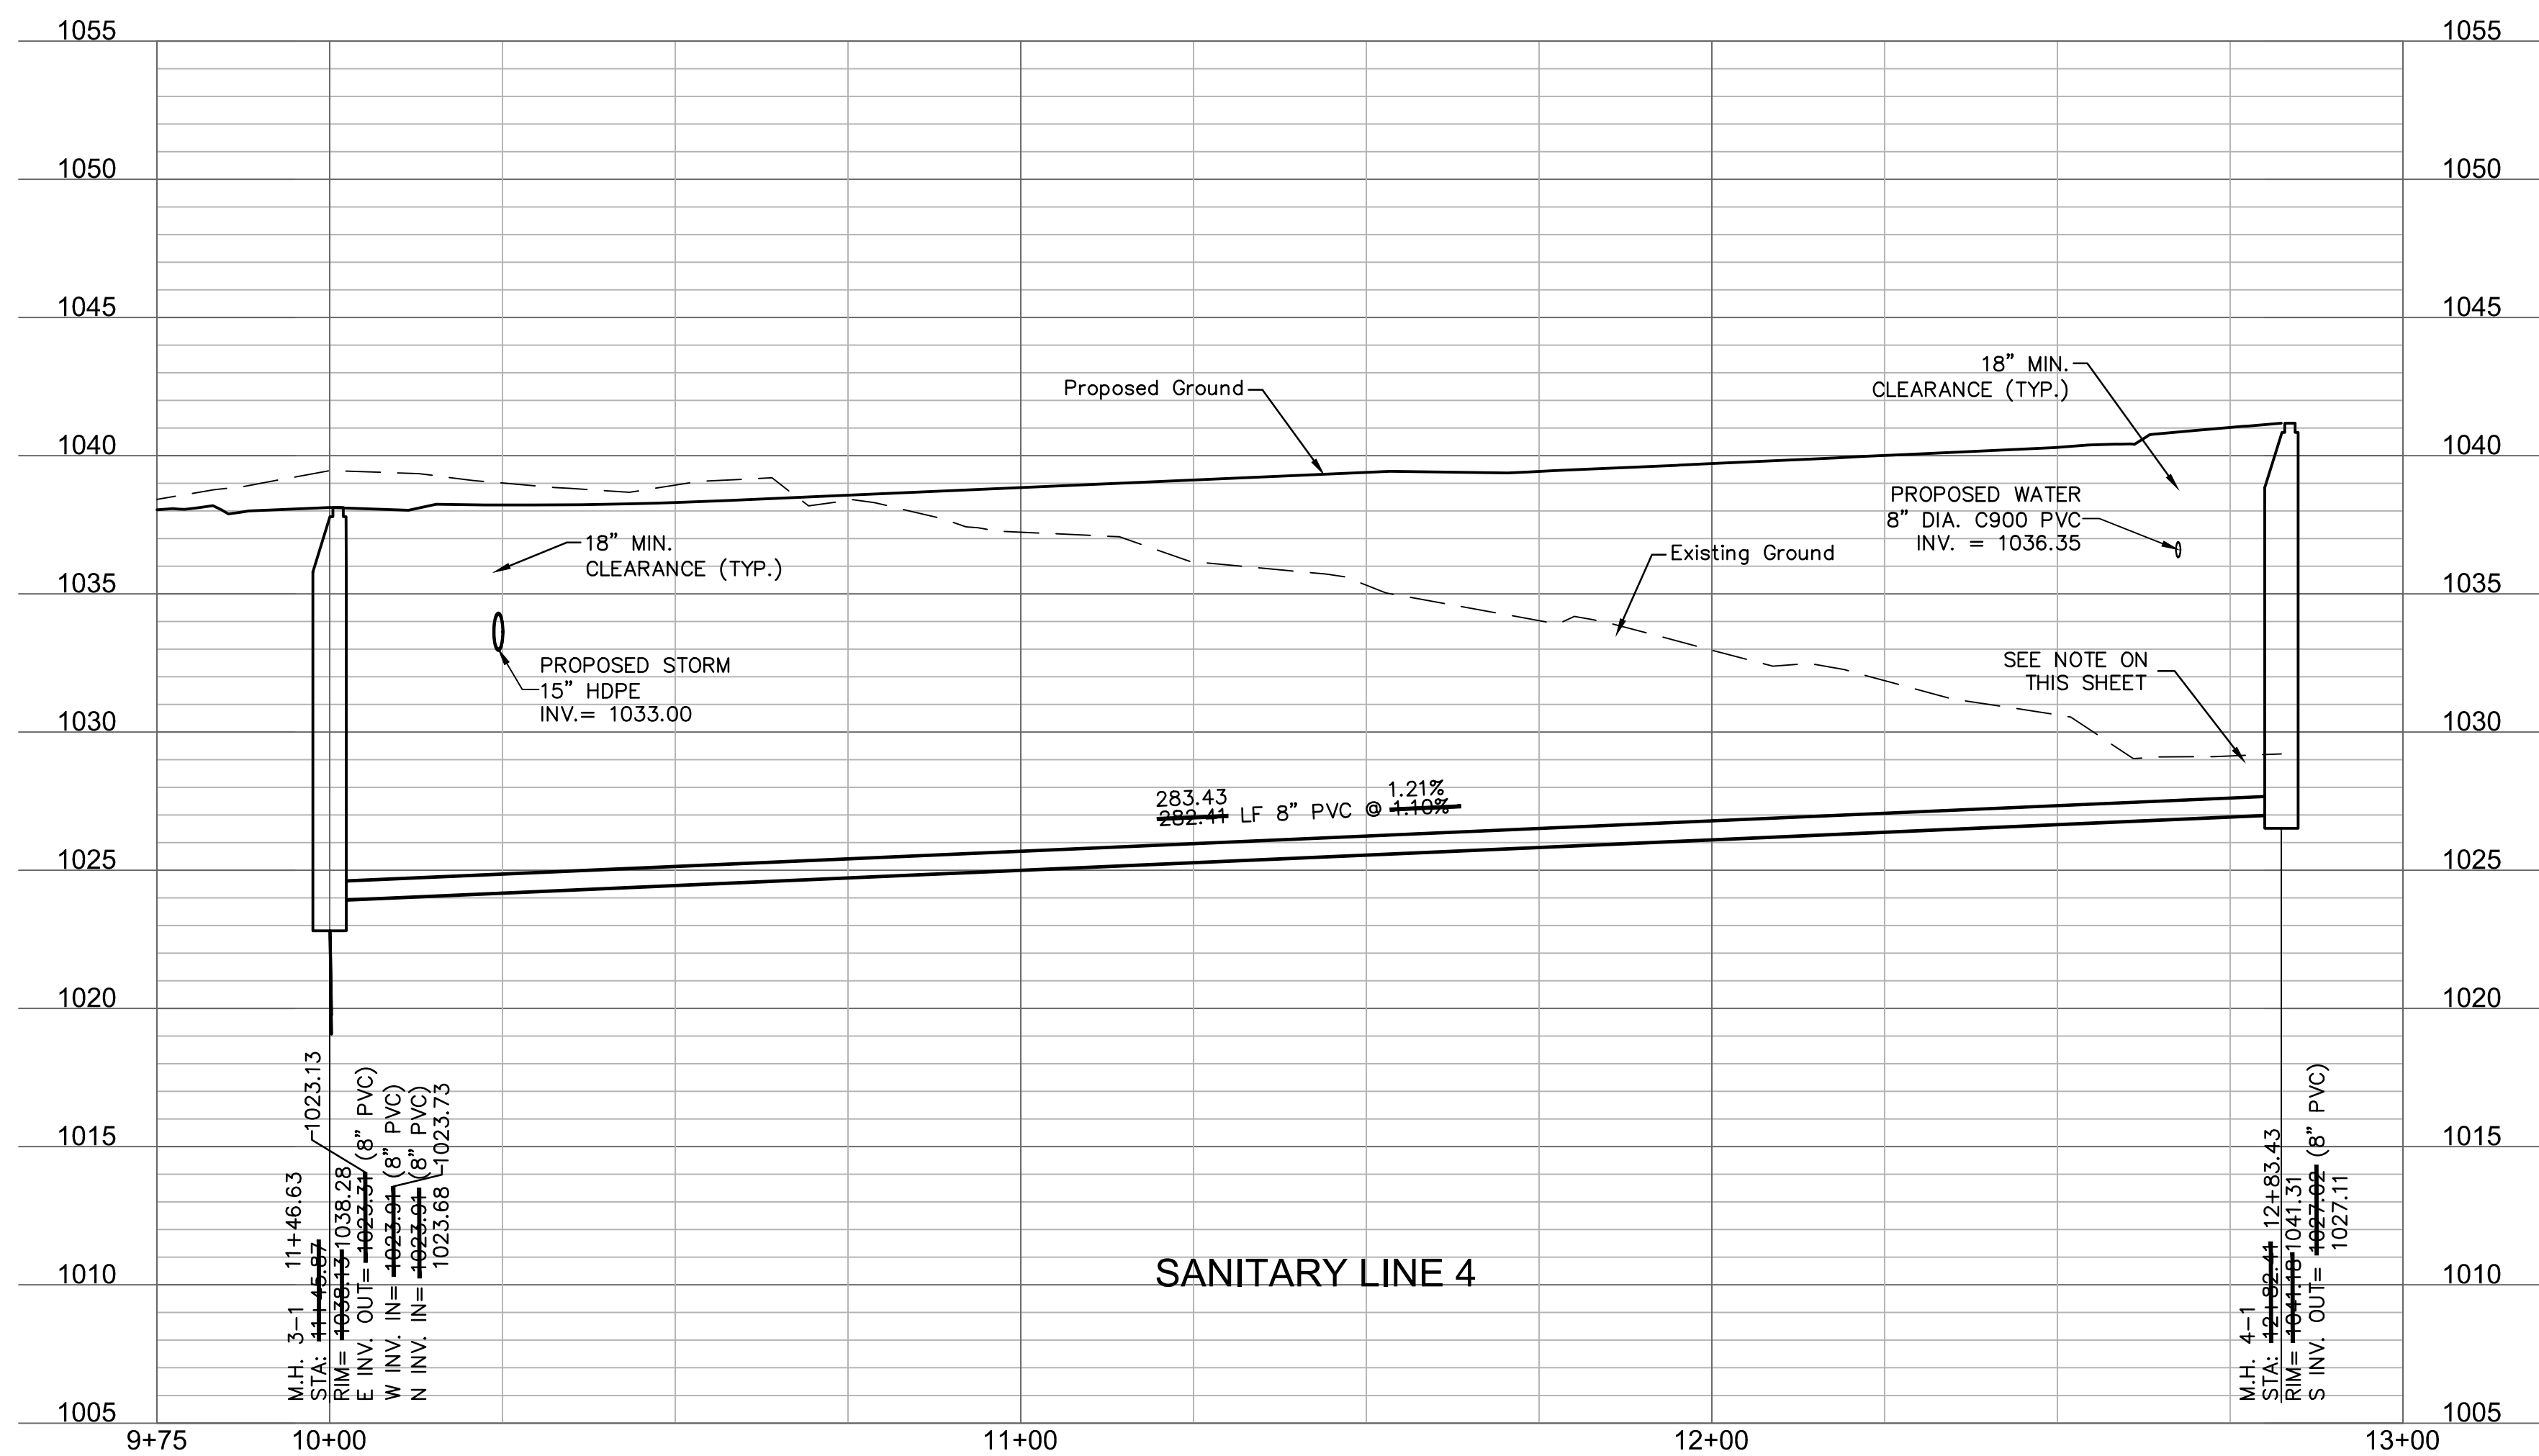 1055
1055
1050
1050
1045
1045
18” MIN.
CLEARANCE (TYP.)
Proposed Ground
1040
1040
PROPOSED WATER
8” DIA. C900 PVC
INV. = 1036.35
18” MIN.
CLEARANCE (TYP.)
Existing Ground
1035
1035
PROPOSED STORM
15” HDPE
INV.= 1033.00
SEE NOTE ON
THIS SHEET
1030
1030
283.43
1.21%
282.41 LF 8” PVC @ 1.10%
1025
1025
1020
1020
1015
1015
M.H. 3-1 11+46.63
STA: 11+45.87
RIM= 1038.13 1038.28
1023.13
E INV. OUT= 1023.31 (8” PVC)
W INV. IN= 1023.91 (8” PVC)
N INV. IN= 1023.91 (8” PVC)
1023.68 1023.73
M.H. 4-1
STA: 12+82.41 12+83.43
RIM= 1041.18 1041.31
S INV. OUT= 1027.02 (8” PVC)
1027.11
SANITARY LINE 4
1010
1010
1005
1005
9+75
10+00
11+00
12+00
13+00